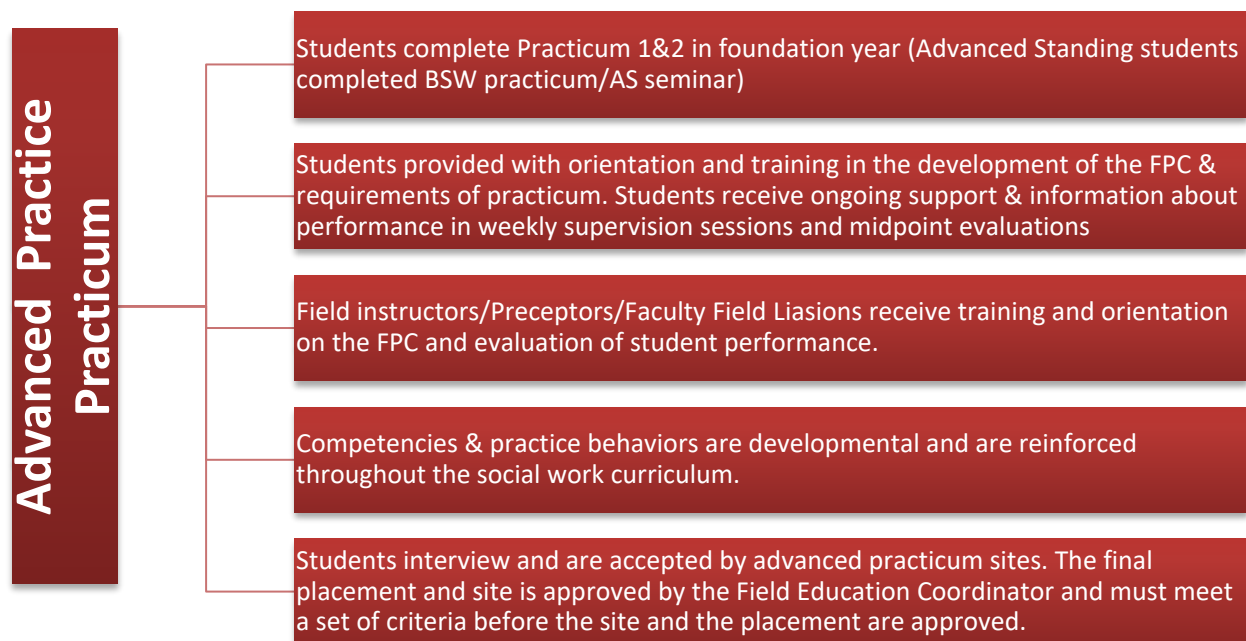 Advanced Practice
Practicum
Students complete Practicum 1&2 in foundation year (Advanced Standing students
completed BSW practicum/AS seminar)
Students provided with orientation and training in the development of the FPC &
requirements of practicum. Students receive ongoing support & information about
performance in weekly supervision sessions and midpoint evaluations
Field instructors/Preceptors/Faculty Field Liasions receive training and orientation
on the FPC and evaluation of student performance.
Competencies & practice behaviors are developmental and are reinforced
throughout the social work curriculum.
Students interview and are accepted by advanced practicum sites. The final
placement and site is approved by the Field Education Coordinator and must meet
a set of criteria before the site and the placement are approved.